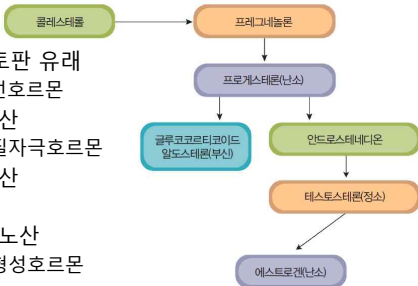 콜레스테롤
프레그네놀론
토판 유래
선호르몬
프로게스테론(난소)
산
질자극호르몬
글루코코르티코이드
알도스테론(부신)
안드로스테네디온
산
테스토스테론(정소)
노산
형성호르몬
에스트로겐(난소)